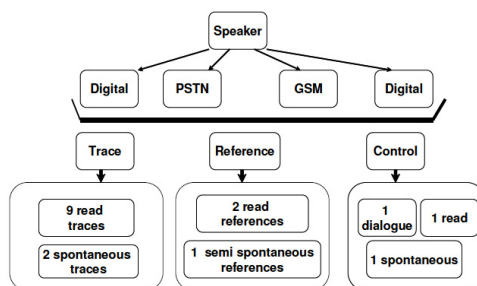 Speaker
Digital PSTN GSM Digital
Trace Reference Control
9 read
traces
2 spontaneous
traces
2 read
references
1 semi spontaneous
references
1
dialogue
1 read
1 spontaneous